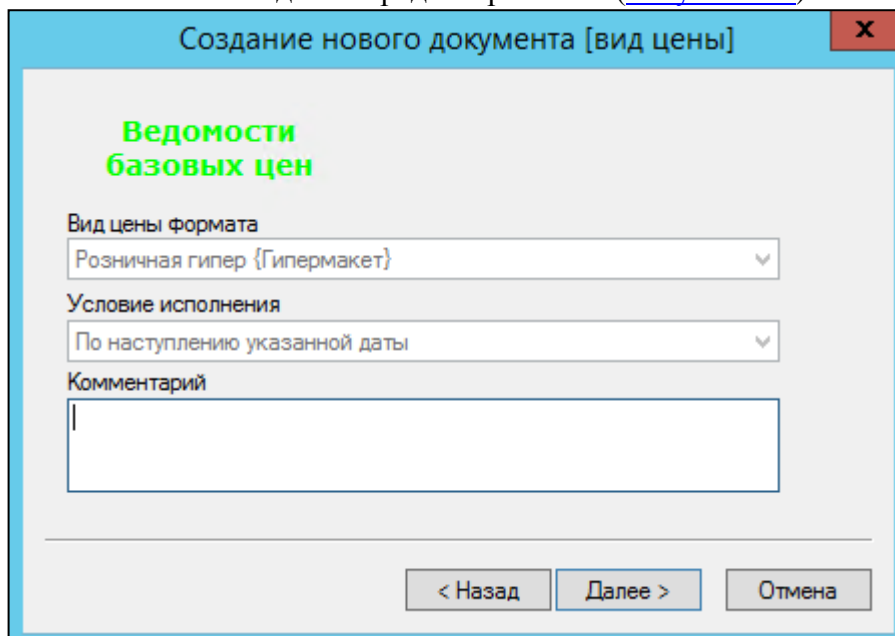 Создание нового документа [вид цены]
x
Ведомости
базовых цен
Вид цены формата
Розничная гипер {Гипермакет}
Условие исполнения
По наступлению указанной даты
Комментарий
< Назад Далее > Отмена